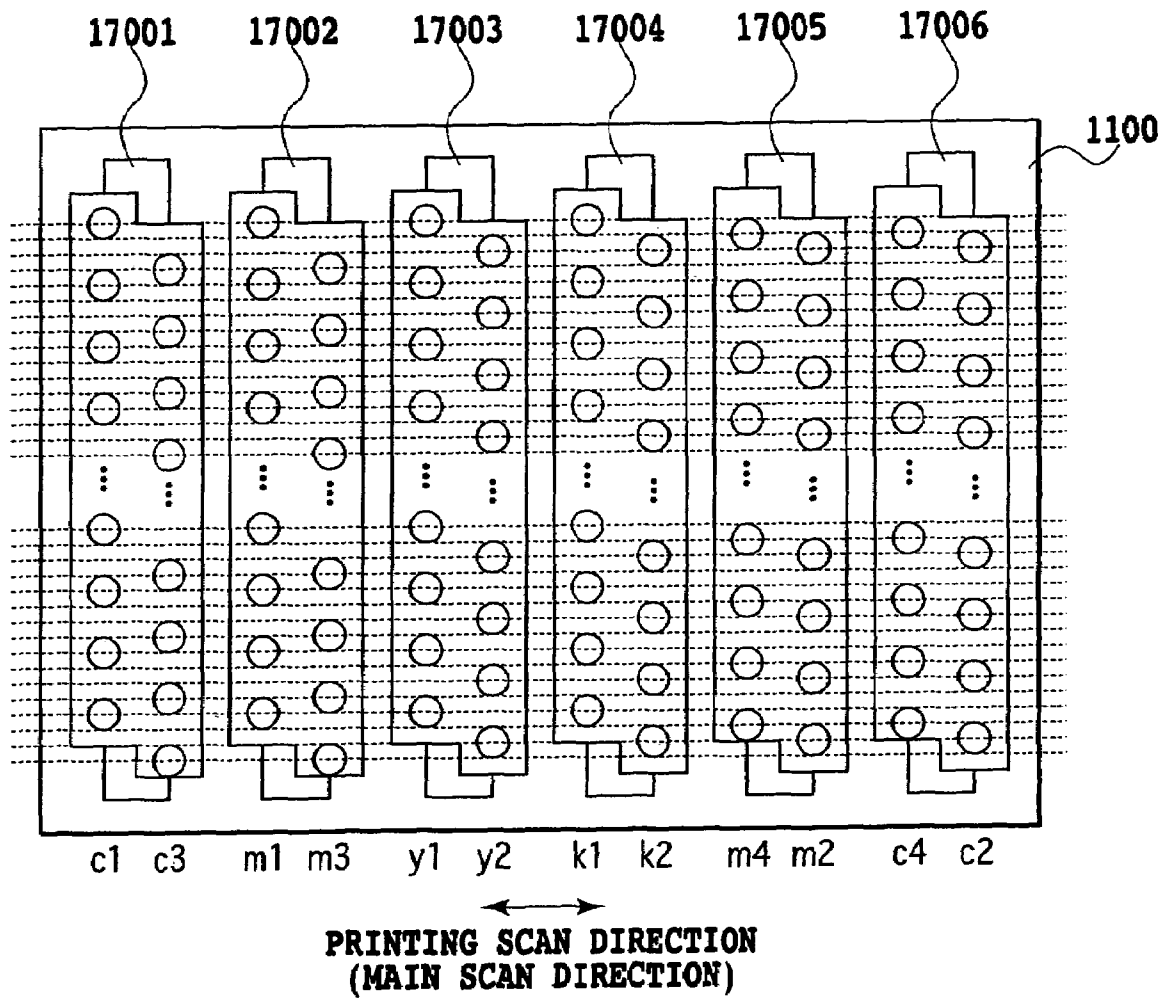 17001 17002 17003 17004 17005 17006
1100
c1 c3 m1 m3 y1 y2 k1 k2 m4 m2 c4 c2
PRINTING SCAN DIRECTION
(MAIN SCAN DIRECTION)